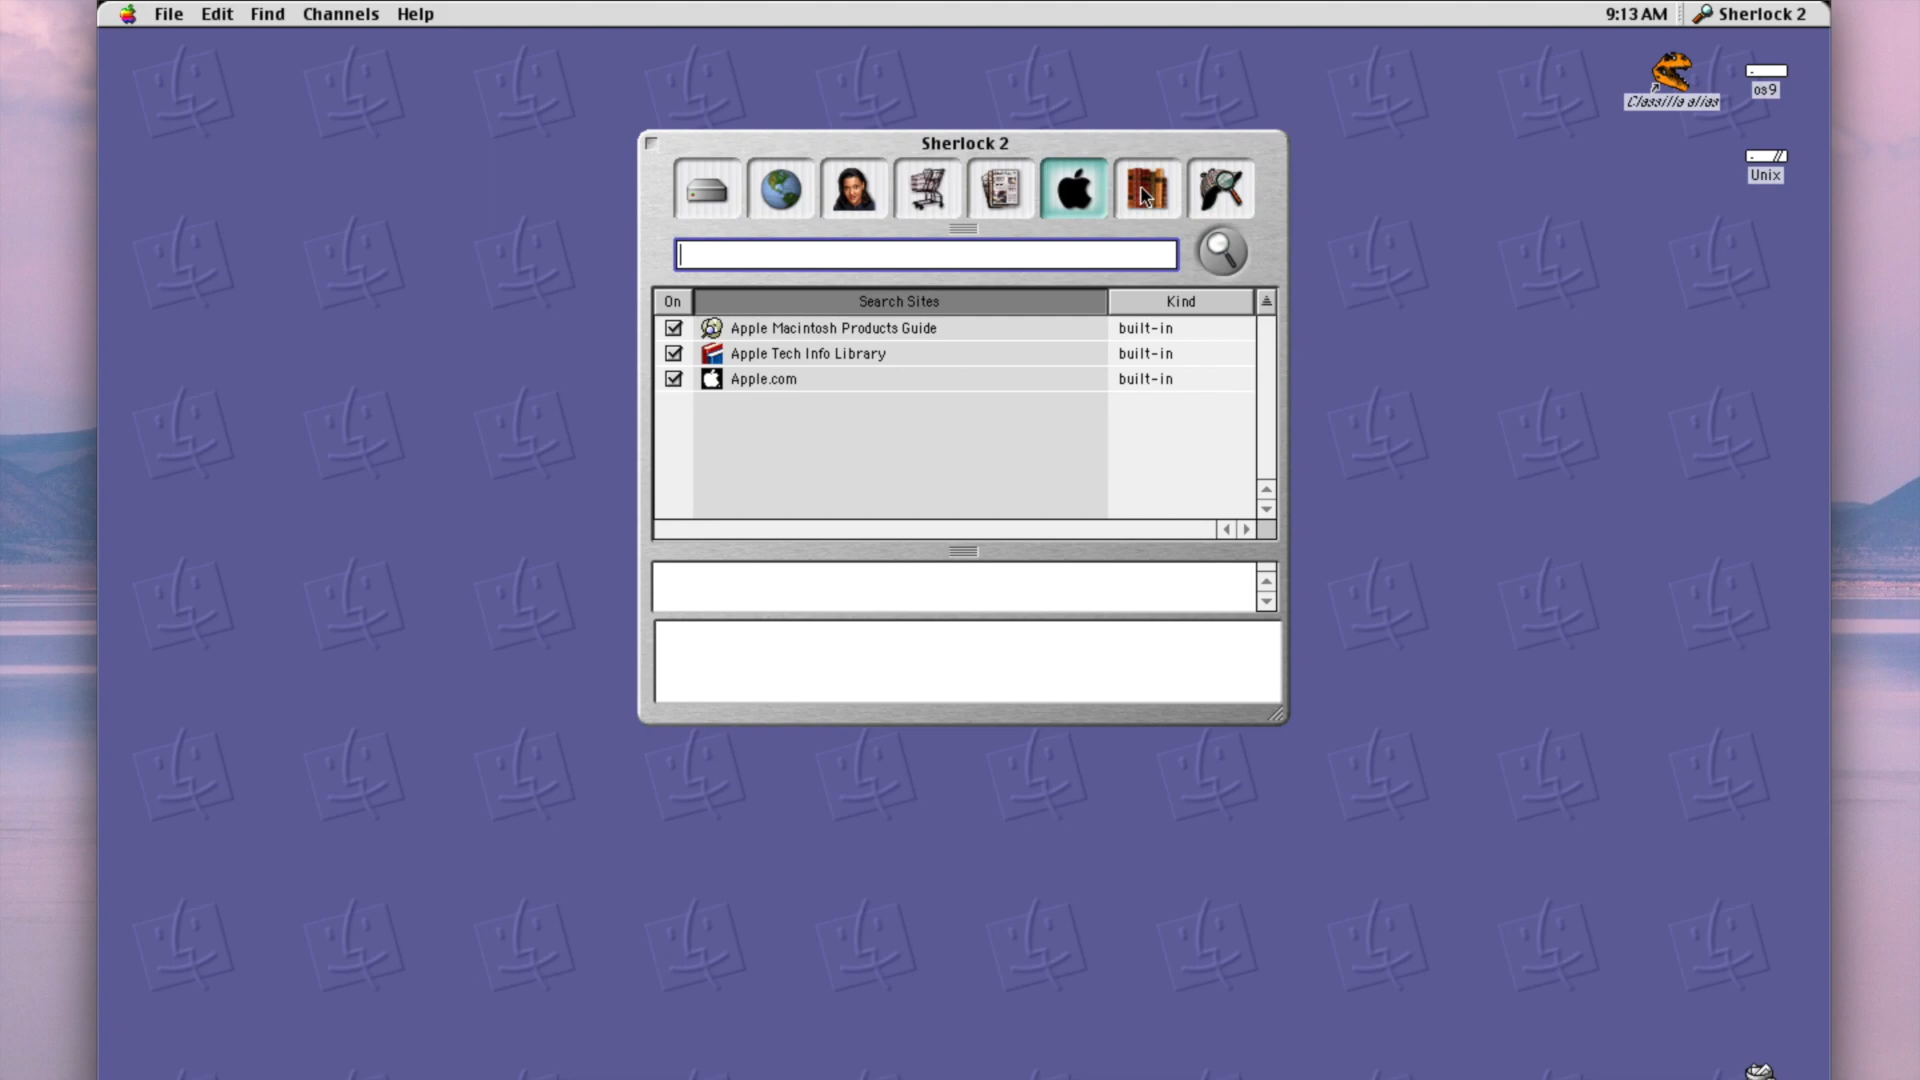 File Edit Find Channels Help
9:13 AM Sherlock 2
Classilla alias
os9
Unix
Sherlock 2
On Search Sites Kind
Apple Macintosh Products Guide built-in
Apple Tech Info Library built-in
Apple.com built-in